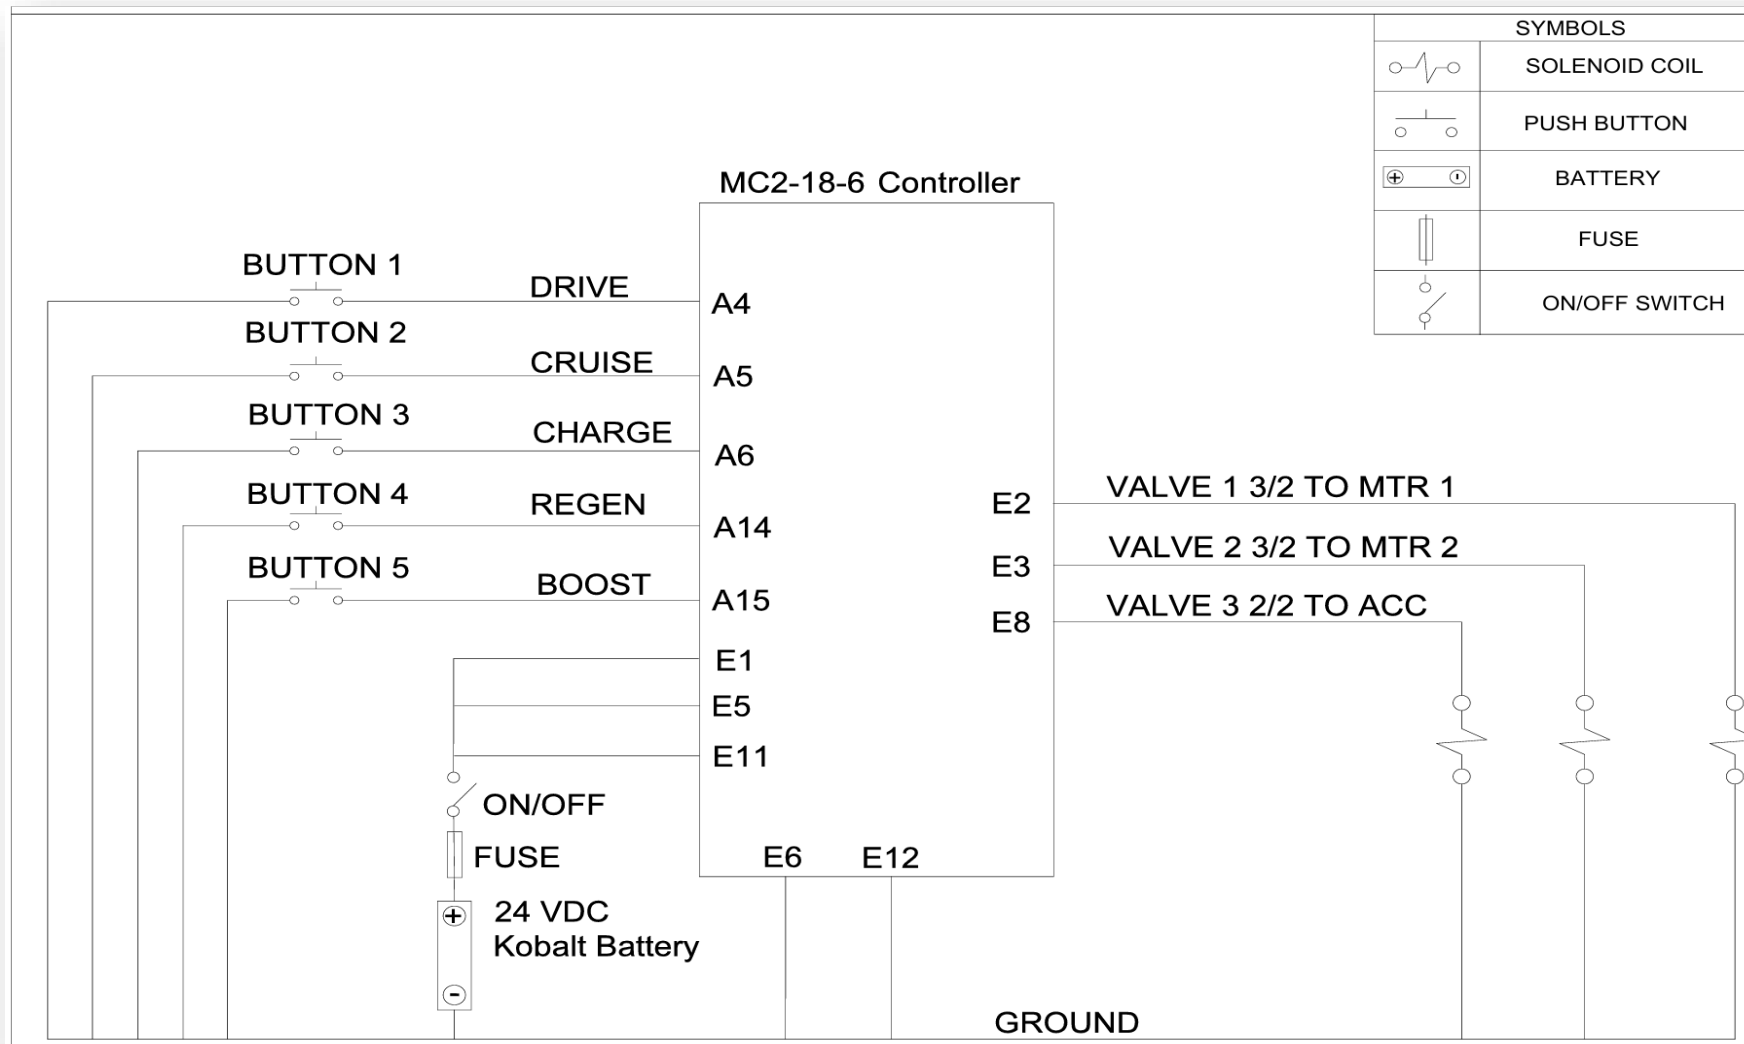 SYMBOLS
SOLENOID COIL
PUSH BUTTON
BATTERY
FUSE
ON/OFF SWITCH
MC2-18-6 Controller
BUTTON 1
DRIVE
A4
BUTTON 2
CRUISE
A5
BUTTON 3
CHARGE
A6
BUTTON 4
REGEN
A14
BUTTON 5
BOOST
A15
E1
E5
E11
ON/OFF
FUSE
24 VDC
Kobalt Battery
E6 E12
E2
VALVE 1 3/2 TO MTR 1
E3
VALVE 2 3/2 TO MTR 2
E8
VALVE 3 2/2 TO ACC
GROUND